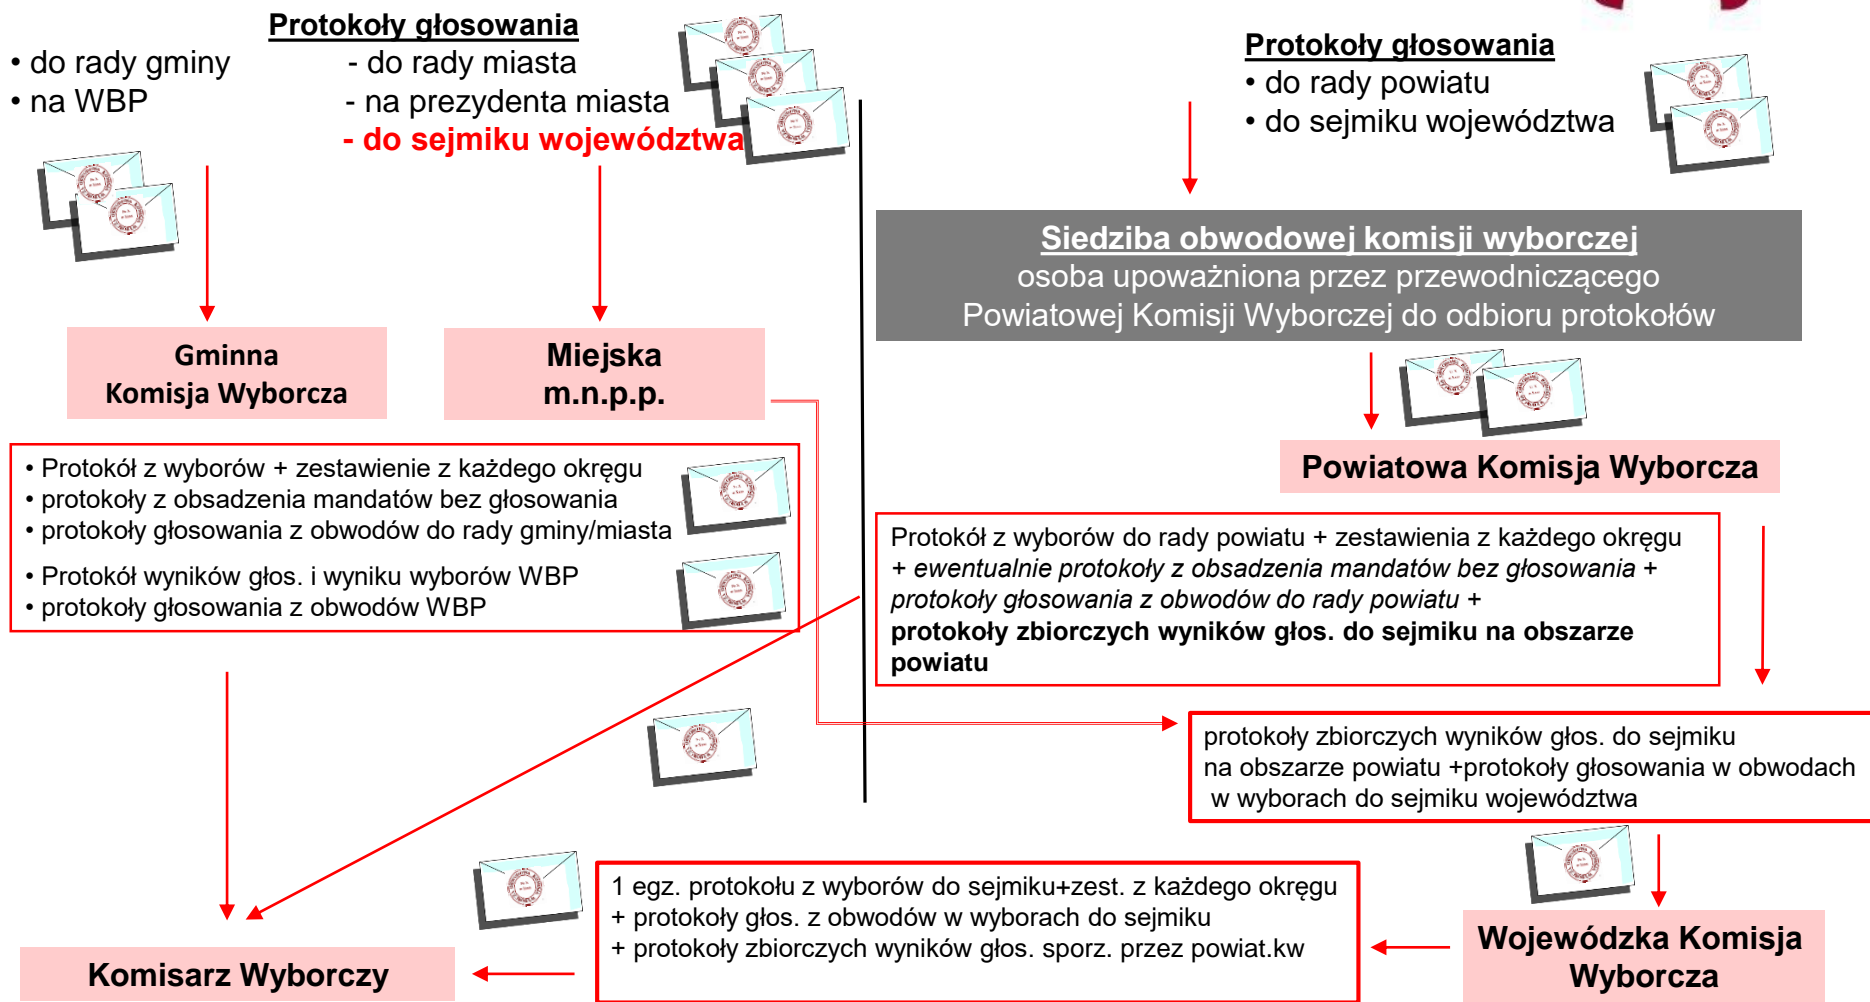 Protokoły głosowania
• do rady gminy
• na WBP
- do rady miasta
- na prezydenta miasta
- do sejmiku województwa
Gminna
Komisja Wyborcza
Miejska
m.n.p.p.
• Protokół z wyborów + zestawienie z każdego okręgu
• protokoły z obsadzenia mandatów bez głosowania
• protokoły głosowania z obwodów do rady gminy/miasta
• Protokół wyników głos. i wyniku wyborów WBP
• protokoły głosowania z obwodów WBP
Protokoły głosowania
• do rady powiatu
• do sejmiku województwa
Siedziba obwodowej komisji wyborczej
osoba upoważniona przez przewodniczącego
Powiatowej Komisji Wyborczej do odbioru protokołów
Powiatowa Komisja Wyborcza
Protokół z wyborów do rady powiatu + zestawienia z każdego okręgu
+ ewentualnie protokoły z obsadzenia mandatów bez głosowania +
protokoły głosowania z obwodów do rady powiatu +
protokoły zbiorczych wyników głos. do sejmiku na obszarze
powiatu
protokoły zbiorczych wyników głos. do sejmiku
na obszarze powiatu +protokoły głosowania w obwodach
w wyborach do sejmiku województwa
Wojewódzka Komisja
Wyborcza
1 egz. protokołu z wyborów do sejmiku+zest. z każdego okręgu
+ protokoły głos. z obwodów w wyborach do sejmiku
+ protokoły zbiorczych wyników głos. sporz. przez powiat.kw
Komisarz Wyborczy